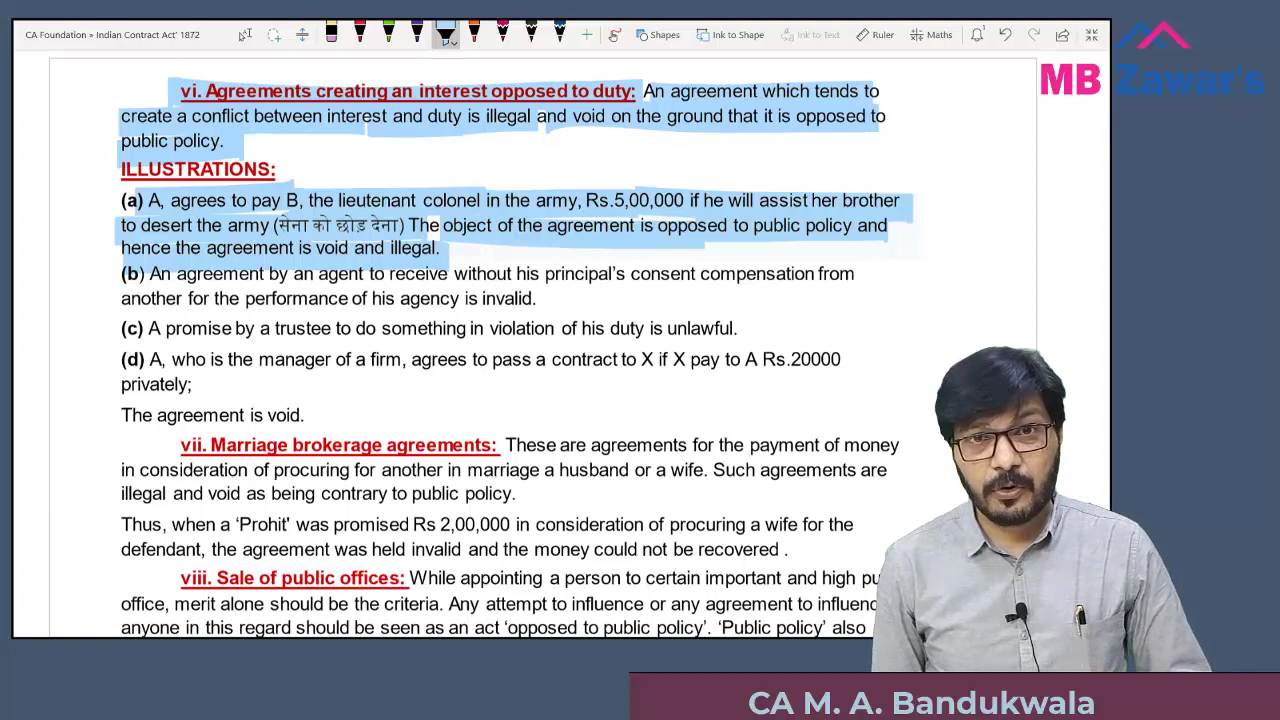 CA Foundation » Indian Contract Act' 1872
Shapes
Ink to Shape
Ink to Text
Ruler
Maths
MB Zawar's
vi. Agreements creating an interest opposed to duty: An agreement which tends to
create a conflict between interest and duty is illegal and void on the ground that it is opposed to
public policy.
ILLUSTRATIONS:
(a) A, agrees to pay B, the lieutenant colonel in the army, Rs.5,00,000 if he will assist her brother
to desert the army (सेना को छोड़ देना) The object of the agreement is opposed to public policy and
hence the agreement is void and illegal.
(b) An agreement by an agent to receive without his principal’s consent compensation from
another for the performance of his agency is invalid.
(c) A promise by a trustee to do something in violation of his duty is unlawful.
(d) A, who is the manager of a firm, agrees to pass a contract to X if X pay to A Rs.20000
privately;
The agreement is void.
vii. Marriage brokerage agreements: These are agreements for the payment of money
in consideration of procuring for another in marriage a husband or a wife. Such agreements are
illegal and void as being contrary to public policy.
Thus, when a ‘Prohit' was promised Rs 2,00,000 in consideration of procuring a wife for the
defendant, the agreement was held invalid and the money could not be recovered .
viii. Sale of public offices: While appointing a person to certain important and high
office, merit alone should be the criteria. Any attempt to influence or any agreement to
anyone in this regard should be seen as an act ‘opposed to public policy’. ‘Public policy’ also
CA M. A. Bandukwala